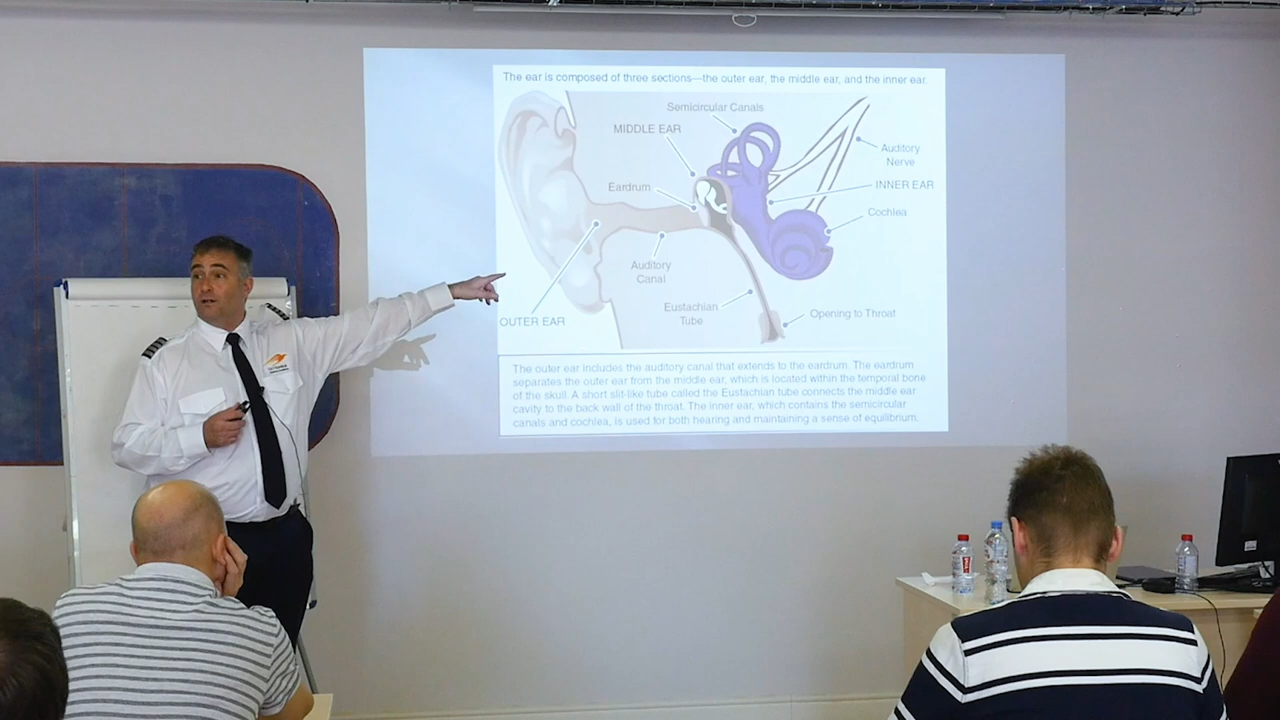 The ear is composed of three sections—the outer ear, the middle ear, and the inner ear.
Semicircular Canals
MIDDLE EAR
Auditory
Nerve
Eardrum
INNER EAR
Cochlea
Auditory
Canal
Eustachian
Tube
Opening to Throat
OUTER EAR
The outer ear includes the auditory canal that extends to the eardrum. The eardrum
separates the outer ear from the middle ear, which is located within the temporal bone
of the skull. A short slit-like tube called the Eustachian tube connects the middle ear
cavity to the back wall of the throat. The inner ear, which contains the semicircular
canals and cochlea, is used for both hearing and maintaining a sense of equilibrium.